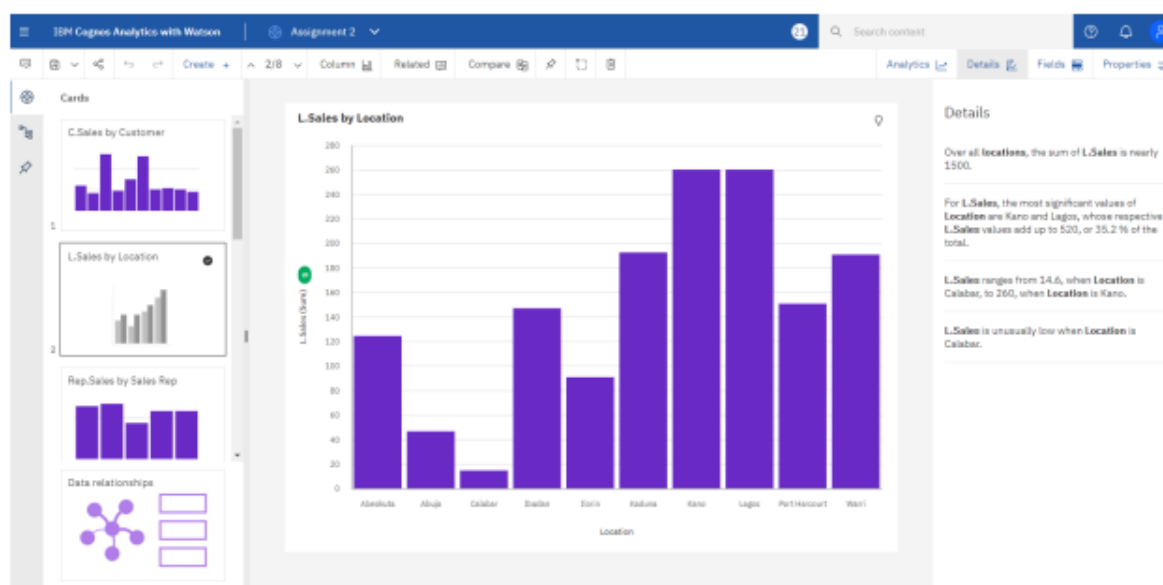 IBM Cognos Analytics with Watson
Assignment 2
21
Search content
Create +
2/8
Column
Related
Compare
Analytics
Details
Fields
Properties
Cards
C.Sales by Customer
1
L.Sales by Location
2
Rep.Sales by Sales Rep
Data relationships
L.Sales by Location
280
260
240
220
200
180
160
140
120
100
80
60
40
20
0
L.Sales (Sum)
Abeokuta
Abuja
Calabar
Ibadan
Ilorin
Kaduna
Kano
Lagos
Port Harcourt
Warri
Location
Details
Over all locations, the sum of L.Sales is nearly
1500.
For L.Sales, the most significant values of
Location are Kano and Lagos, whose respective
L.Sales values add up to 520, or 35.2 % of the
total.
L.Sales ranges from 14.6, when Location is
Calabar, to 260, when Location is Kano.
L.Sales is unusually low when Location is
Calabar.